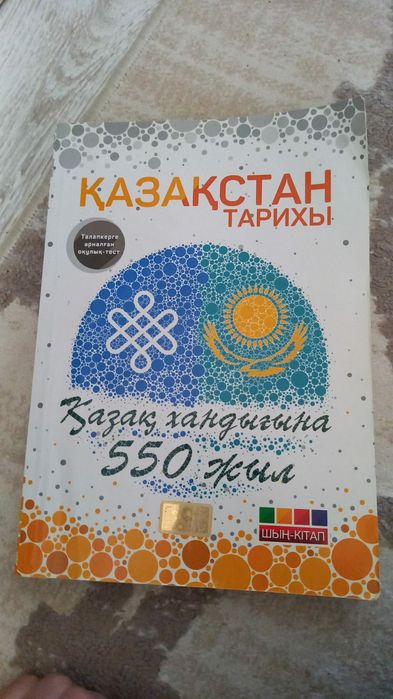 ҚАЗАҚСТАН
ТАРИХЫ
Талапкерге
арналған
оқулық-тест
Қазақ хандығына
550 жыл
ШЫҢ-КІТАП